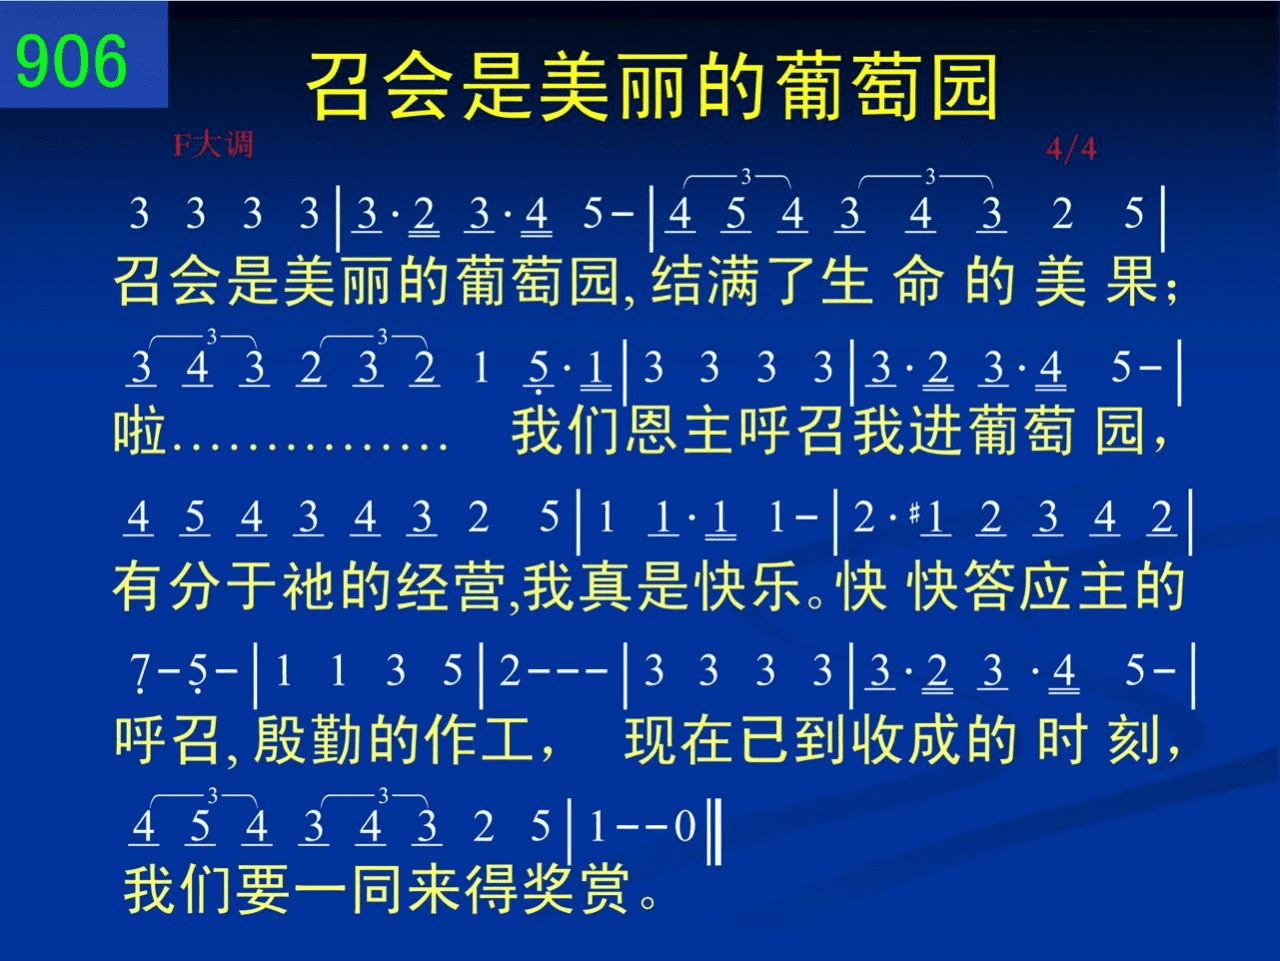 906
召会是美丽的葡萄园
F大调 4/4
3 3 3 3 | 3·2 3·4 5- | 4 5 4 3 4 3 2 5 |
召会是美丽的葡萄园, 结满了生命的美果;
3 4 3 2 3 2 1 5·1 | 3 3 3 3 | 3·2 3·4 5- |
啦…………… 我们恩主呼召我进葡萄园，
4 5 4 3 4 3 2 5 | 1 1·1 1- | 2·#1 2 3 4 2 |
有分于祂的经营,我真是快乐。快快答应主的
7-5- | 1 1 3 5 | 2--- | 3 3 3 3 | 3·2 3·4 5- |
呼召, 殷勤的作工， 现在已到收成的时刻，
4 5 4 3 4 3 2 5 | 1--0 ‖
我们要一同来得奖赏。